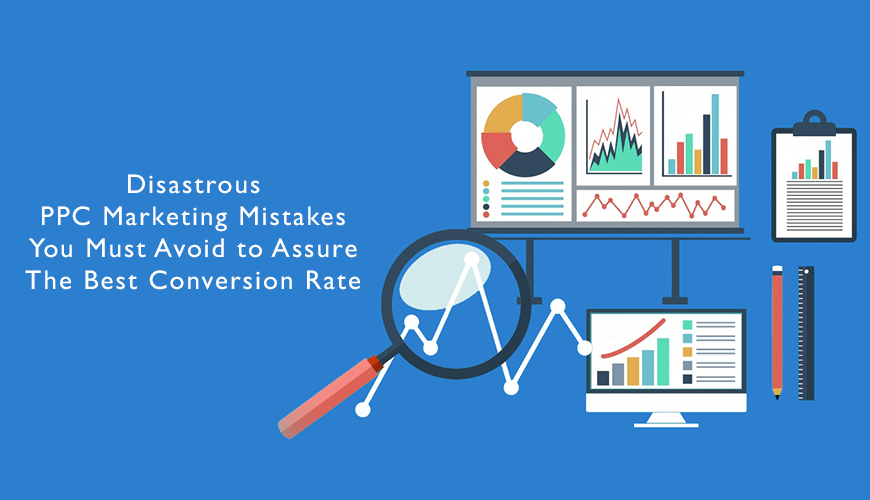 Disastrous
PPC Marketing Mistakes
You Must Avoid to Assure
The Best Conversion Rate